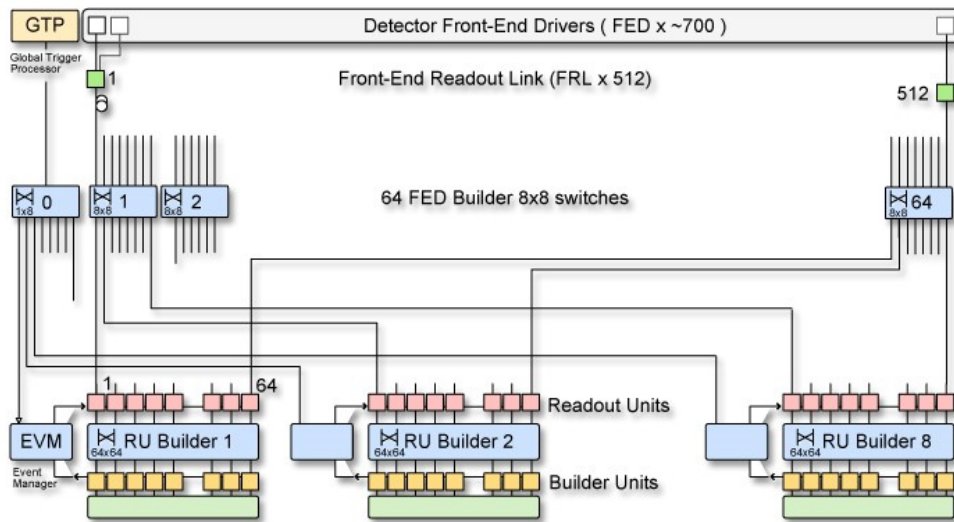 GTP
Detector Front-End Drivers ( FED x ~700 )
Global Trigger
Processor
1
Front-End Readout Link (FRL x 512)
512
6
0
1x8
1
8x8
2
8x8
64 FED Builder 8x8 switches
64
8x8
1
64
Readout Units
EVM
RU Builder 1
64x64
RU Builder 2
64x64
RU Builder 8
64x64
Event
Manager
Builder Units